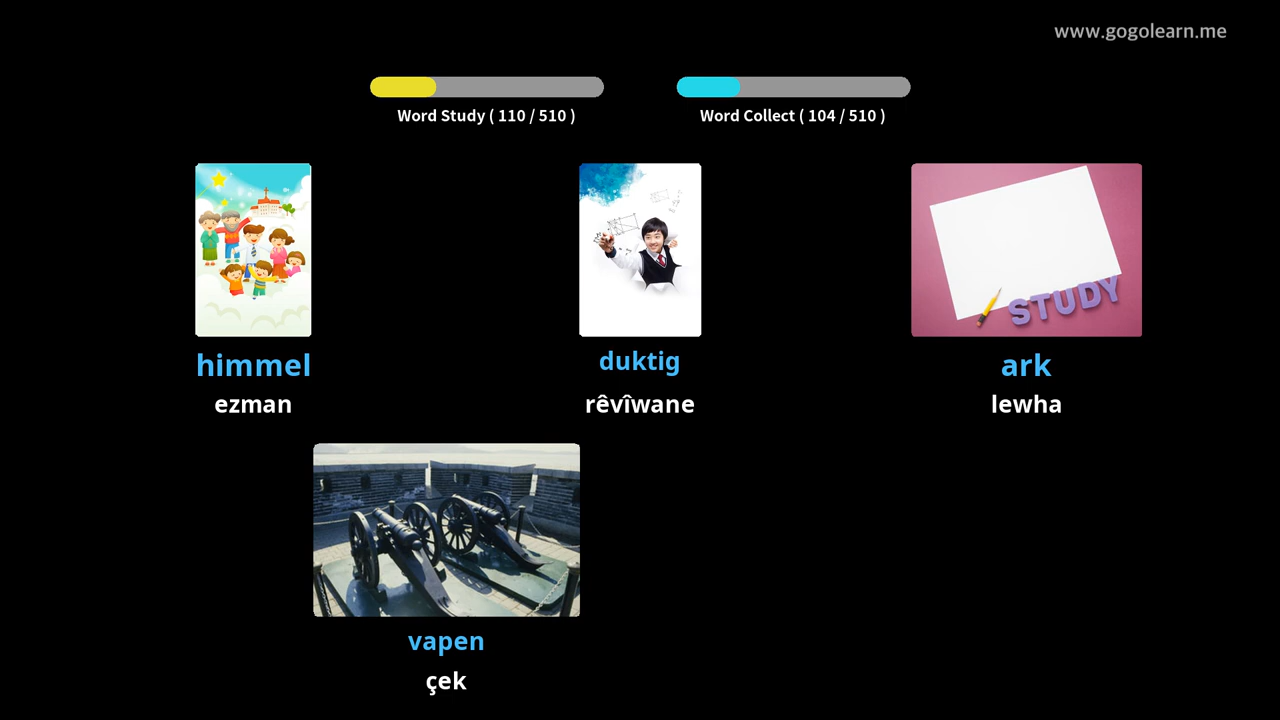 www.gogolearn.me
Word Study ( 110 / 510 )
Word Collect ( 104 / 510 )
STUDY
himmel
ezman
duktig
rêvîwane
ark
lewha
vapen
çek